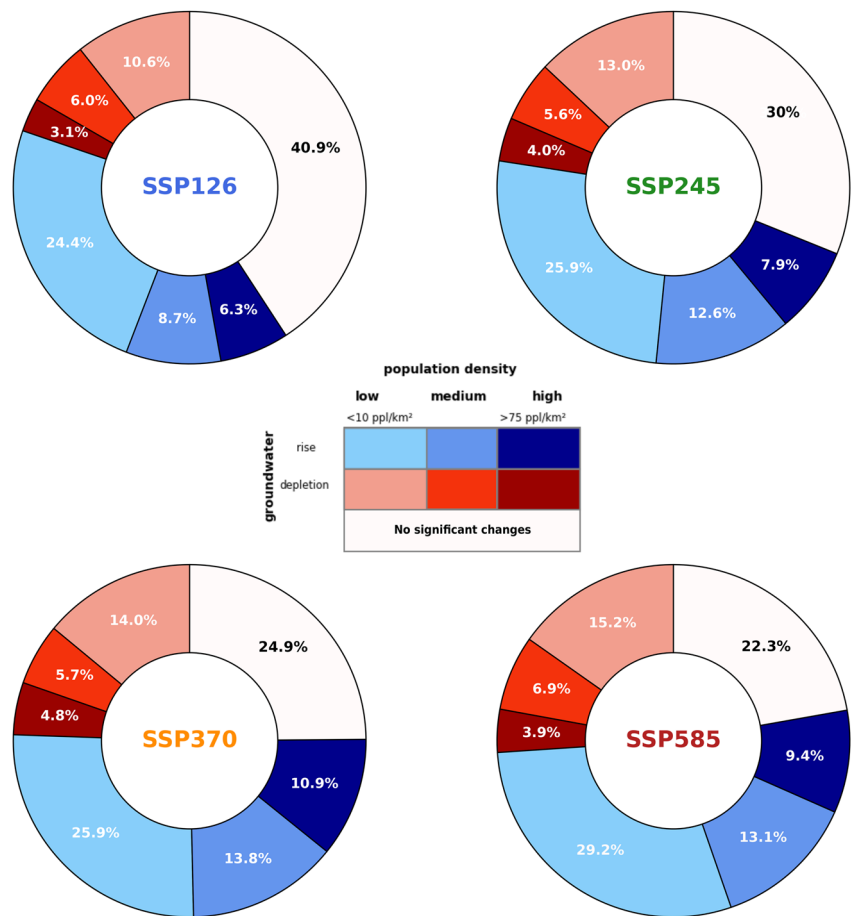 10.6%
6.0%
3.1%
40.9%
SSP126
24.4%
8.7%
6.3%
13.0%
5.6%
4.0%
30%
SSP245
25.9%
12.6%
7.9%
population density
low medium high
<10 ppl/km² >75 ppl/km²
groundwater
rise
depletion
No significant changes
14.0%
5.7%
4.8%
24.9%
SSP370
25.9%
13.8%
10.9%
15.2%
6.9%
3.9%
22.3%
SSP585
29.2%
13.1%
9.4%